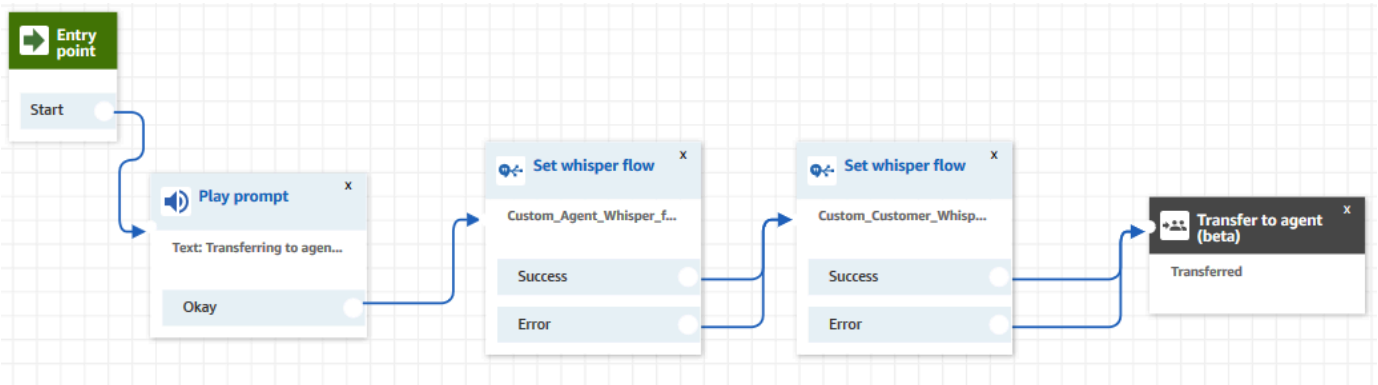 Entry
point
Start
Play prompt
x
Text: Transferring to agen...
Okay
Set whisper flow
x
Custom_Agent_Whisper_f...
Success
Error
Set whisper flow
x
Custom_Customer_Whisp...
Success
Error
Transfer to agent
(beta)
x
Transferred